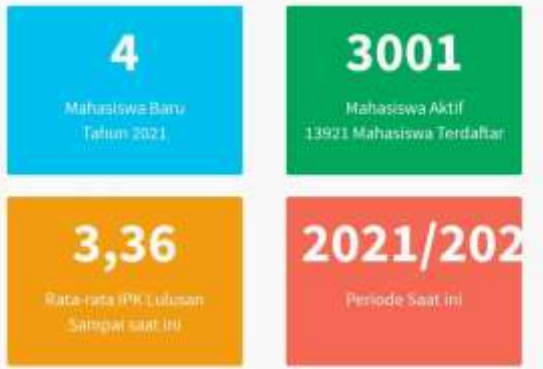 4
Mahasiswa Baru
Tahun 2021
3001
Mahasiswa Aktif
13921 Mahasiswa Terdaftar
3,36
Rata-rata IPK Lulusan
Sampai saat ini
2021/202
Periode Saat ini